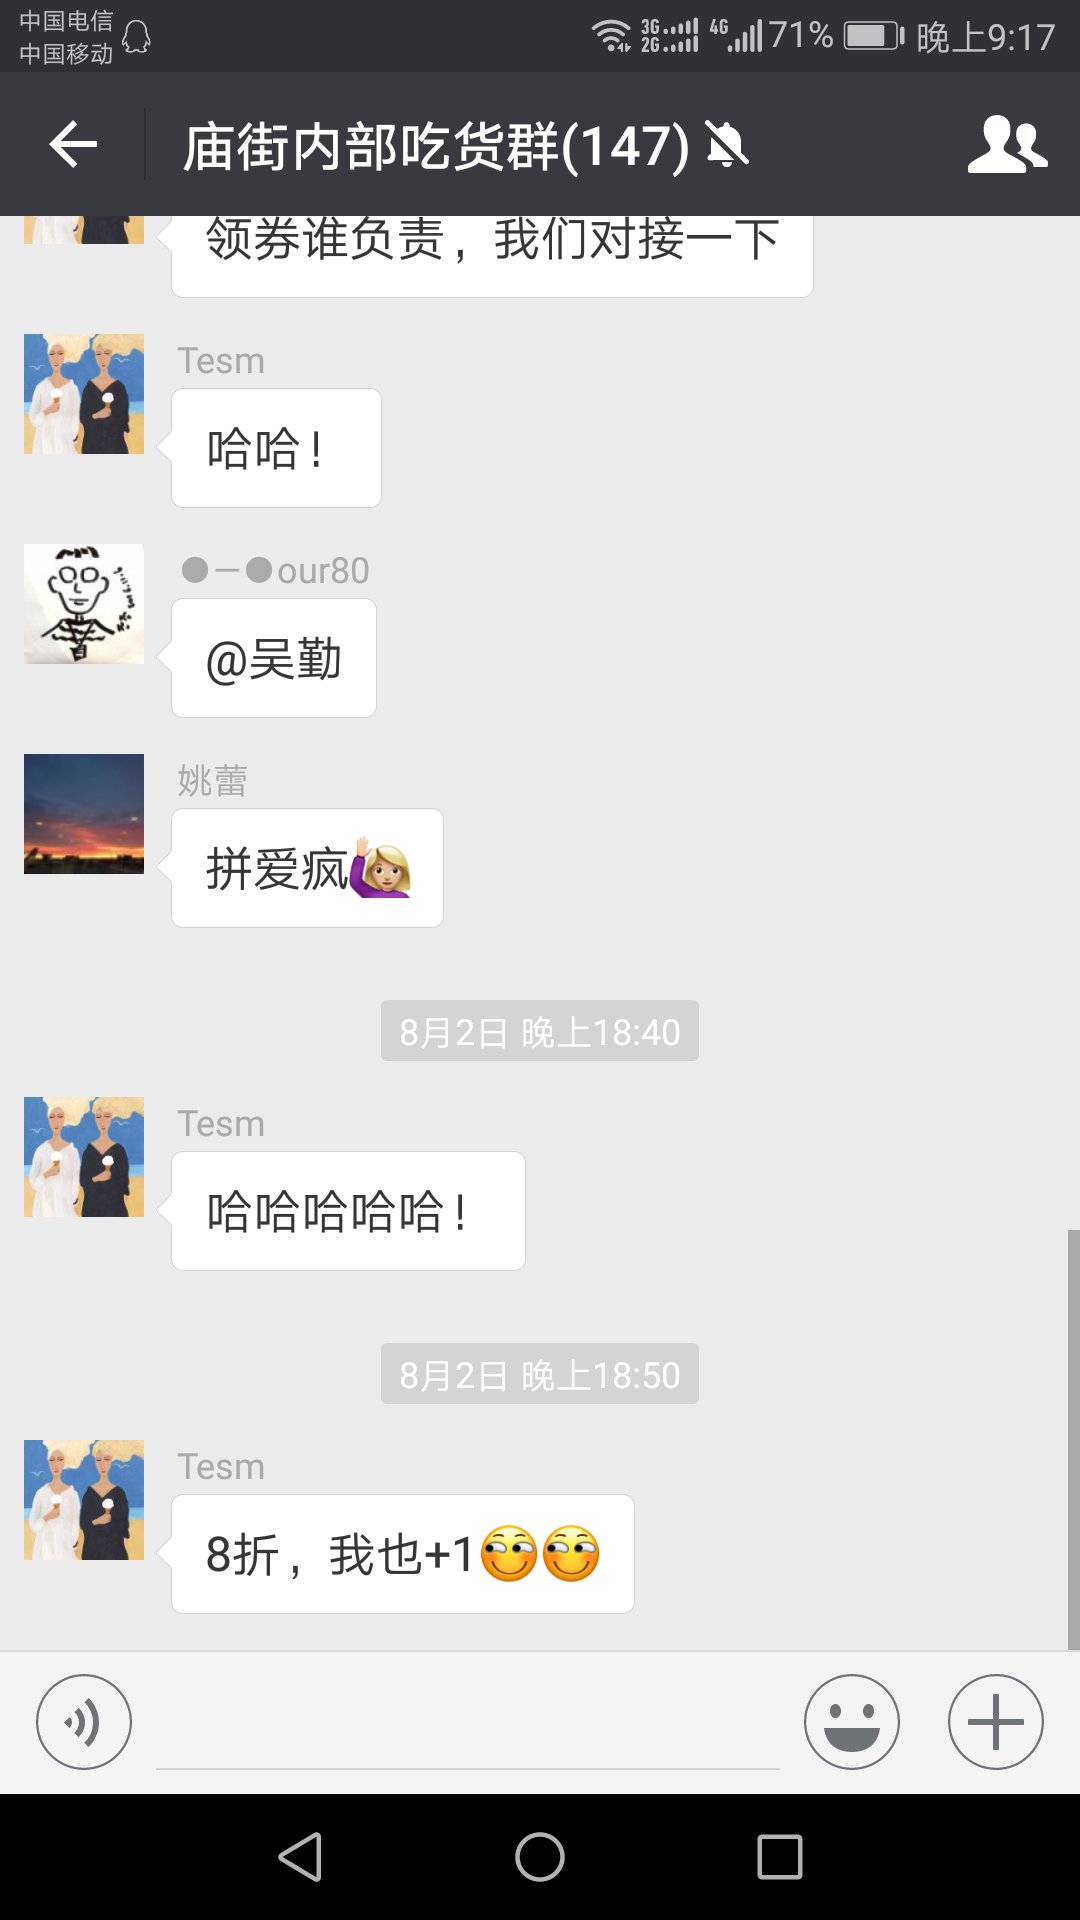 中国电信
中国移动
3G
2G
4G
71%
晚上9:17
庙街内部吃货群(147)
领券谁负责，我们对接一下
Tesm
哈哈！
●—●our80
@吴勤
姚蕾
拼爱疯
8月2日 晚上18:40
Tesm
哈哈哈哈哈！
8月2日 晚上18:50
Tesm
8折，我也+1